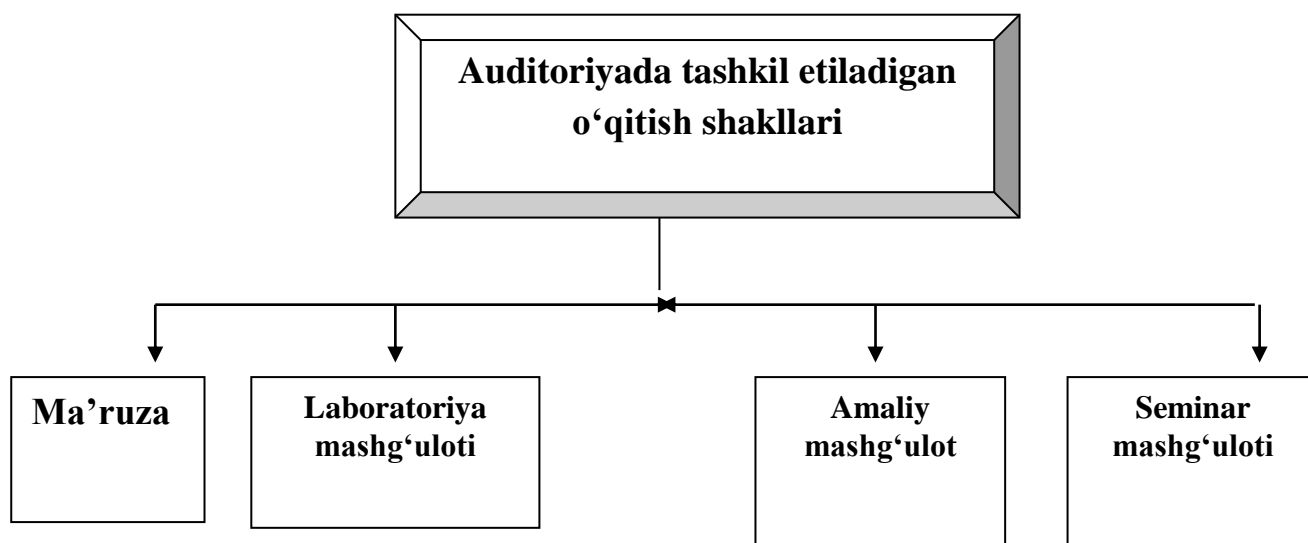 Auditoriyada tashkil etiladigan
o‘qitish shakllari
Ma’ruza
Laboratoriya
mashg‘uloti
Amaliy
mashg‘ulot
Seminar
mashg‘uloti